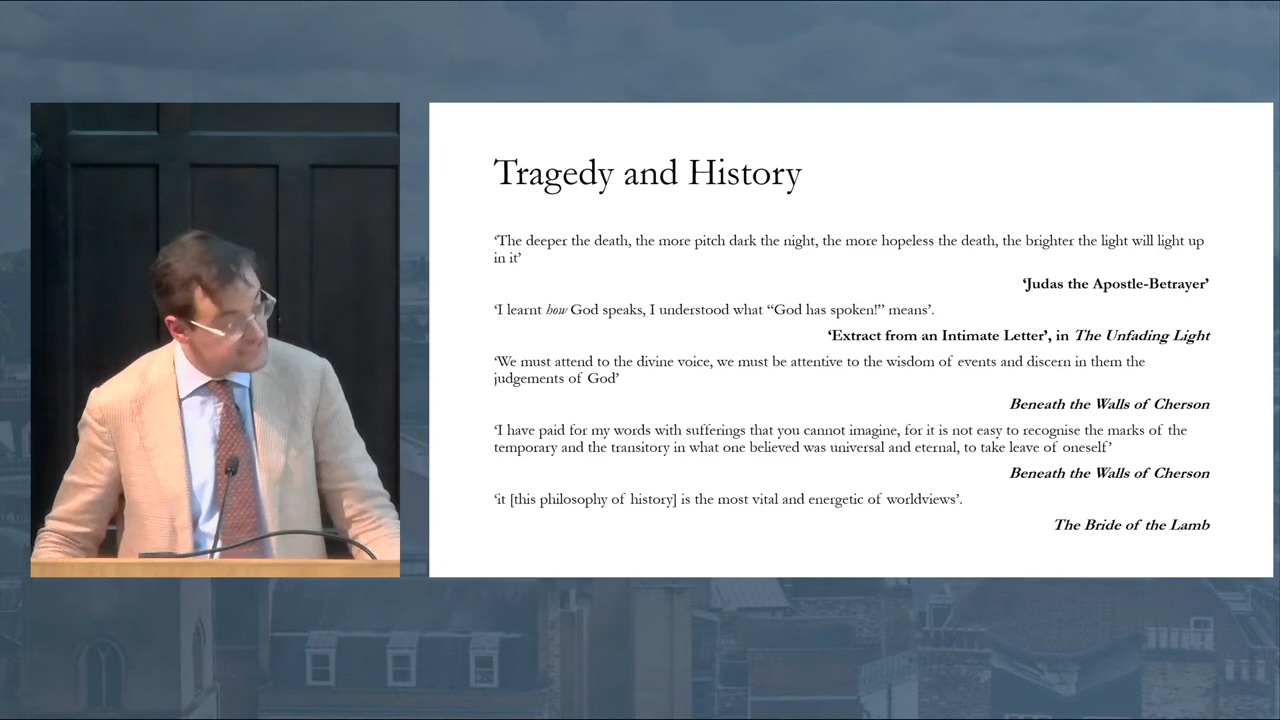 Tragedy and History
‘The deeper the death, the more pitch dark the night, the more hopeless the death, the brighter the light will light up
in it’
‘Judas the Apostle-Betrayer’
‘I learnt how God speaks, I understood what “God has spoken!” means’.
‘Extract from an Intimate Letter’, in The Unfading Light
‘We must attend to the divine voice, we must be attentive to the wisdom of events and discern in them the
judgements of God’
Beneath the Walls of Cherson
‘I have paid for my words with sufferings that you cannot imagine, for it is not easy to recognise the marks of the
temporary and the transitory in what one believed was universal and eternal, to take leave of oneself’
Beneath the Walls of Cherson
‘it [this philosophy of history] is the most vital and energetic of worldviews’.
The Bride of the Lamb